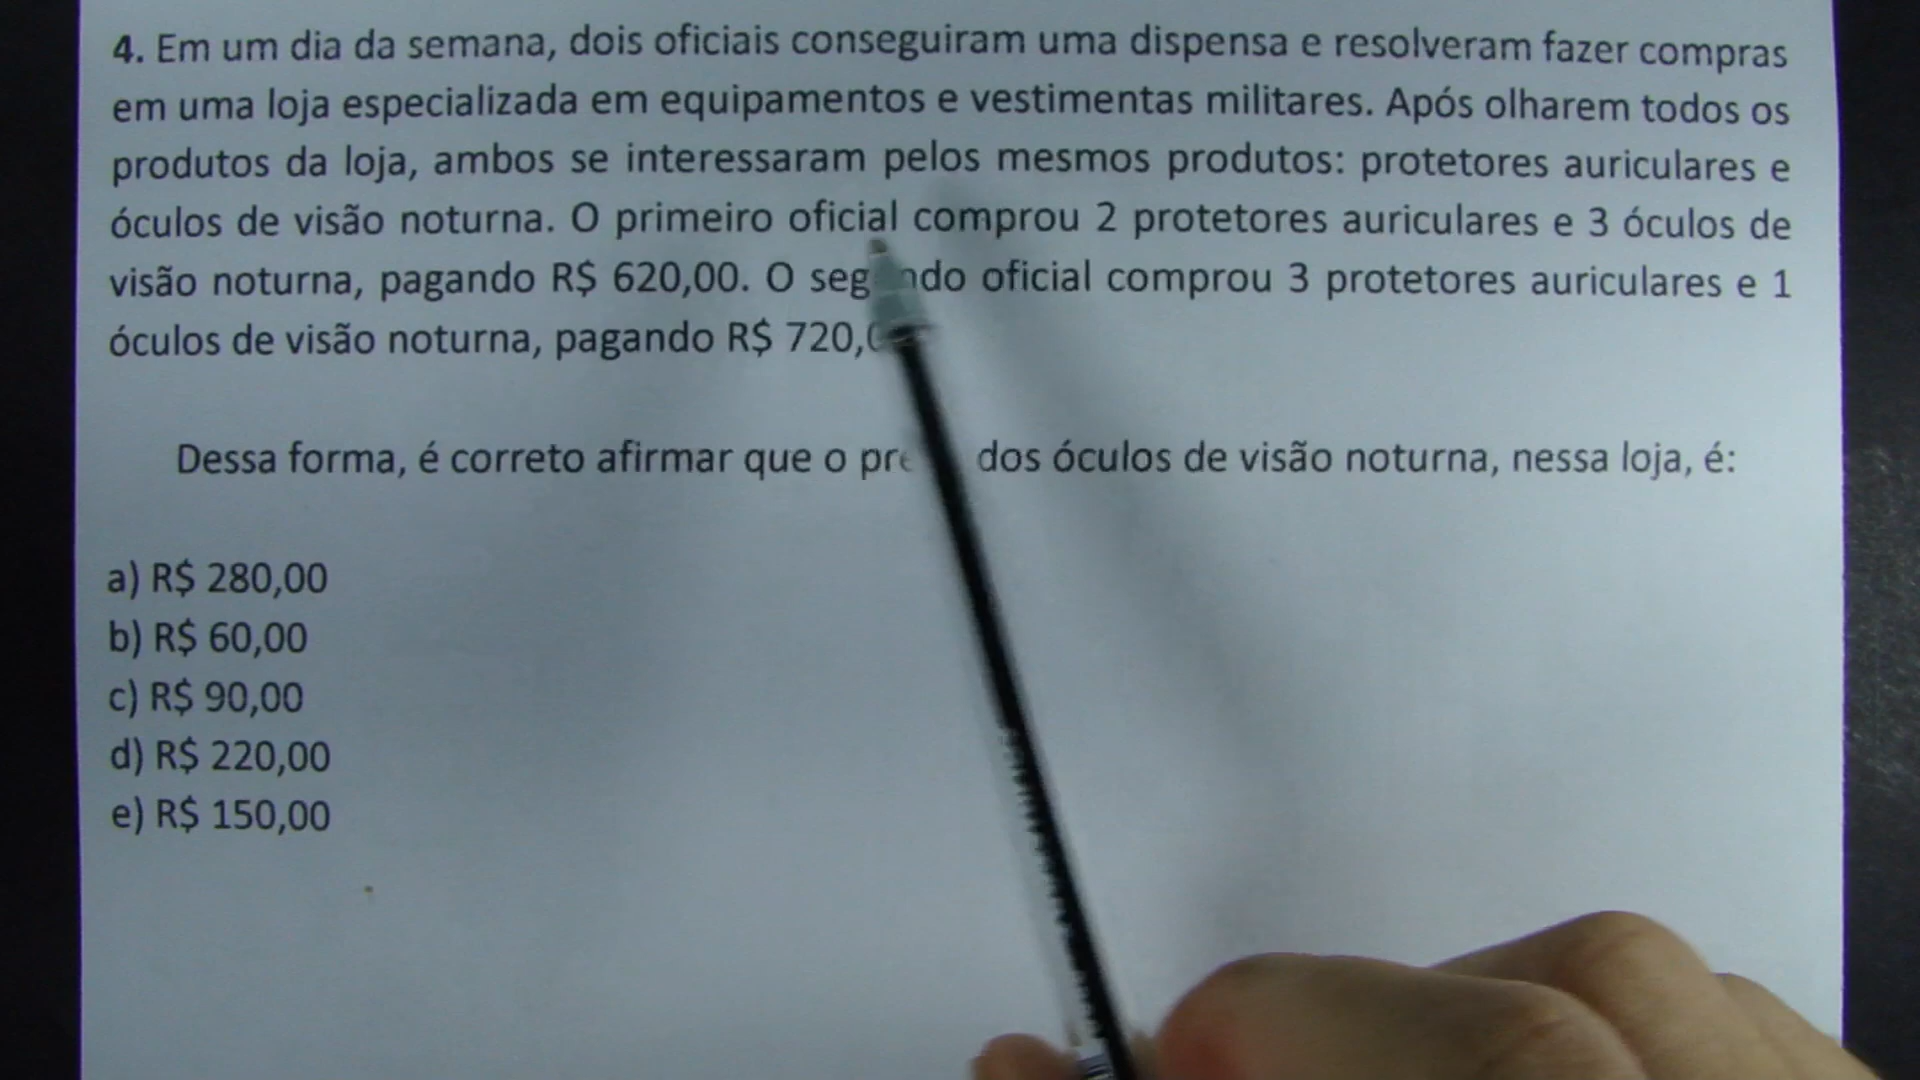 4. Em um dia da semana, dois oficiais conseguiram uma dispensa e resolveram fazer compras
em uma loja especializada em equipamentos e vestimentas militares. Após olharem todos os
produtos da loja, ambos se interessaram pelos mesmos produtos: protetores auriculares e
óculos de visão noturna. O primeiro oficial comprou 2 protetores auriculares e 3 óculos de
visão noturna, pagando R$ 620,00. O segundo oficial comprou 3 protetores auriculares e 1
óculos de visão noturna, pagando R$ 720,0
Dessa forma, é correto afirmar que o dos óculos de visão noturna, nessa loja, é:
a) R$ 280,00
b) R$ 60,00
c) R$ 90,00
d) R$ 220,00
e) R$ 150,00